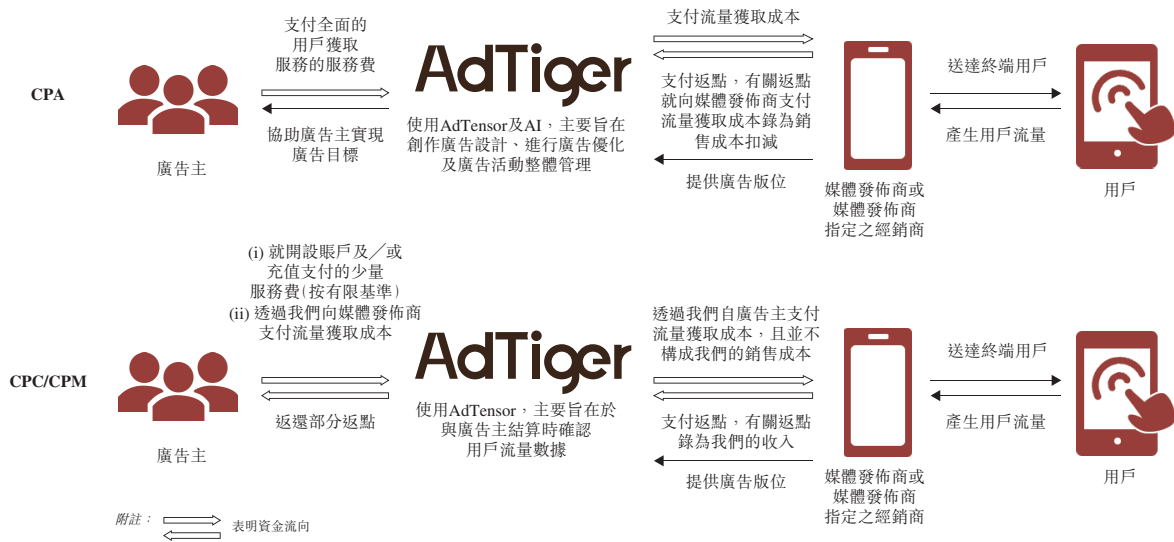 CPA
支付全面的
用戶獲取
服務的服務費
協助廣告主實現
廣告目標
廣告主
AdTiger
使用AdTensor及AI，主要旨在
創作廣告設計、進行廣告優化
及廣告活動整體管理
支付流量獲取成本
支付返點，有關返點
就向媒體發佈商支付
流量獲取成本錄為銷
售成本扣減
提供廣告版位
媒體發佈商或
媒體發佈商
指定之經銷商
送達終端用戶
產生用戶流量
用戶
CPC/CPM
(i) 就開設賬戶及╱或
充值支付的少量
服務費(按有限基準)
(ii) 透過我們向媒體發佈商
支付流量獲取成本
返還部分返點
廣告主
AdTiger
使用AdTensor，主要旨在於
與廣告主結算時確認
用戶流量數據
透過我們自廣告主支付
流量獲取成本，且並不
構成我們的銷售成本
支付返點，有關返點
錄為我們的收入
提供廣告版位
媒體發佈商或
媒體發佈商
指定之經銷商
送達終端用戶
產生用戶流量
用戶
附註：
表明資金流向